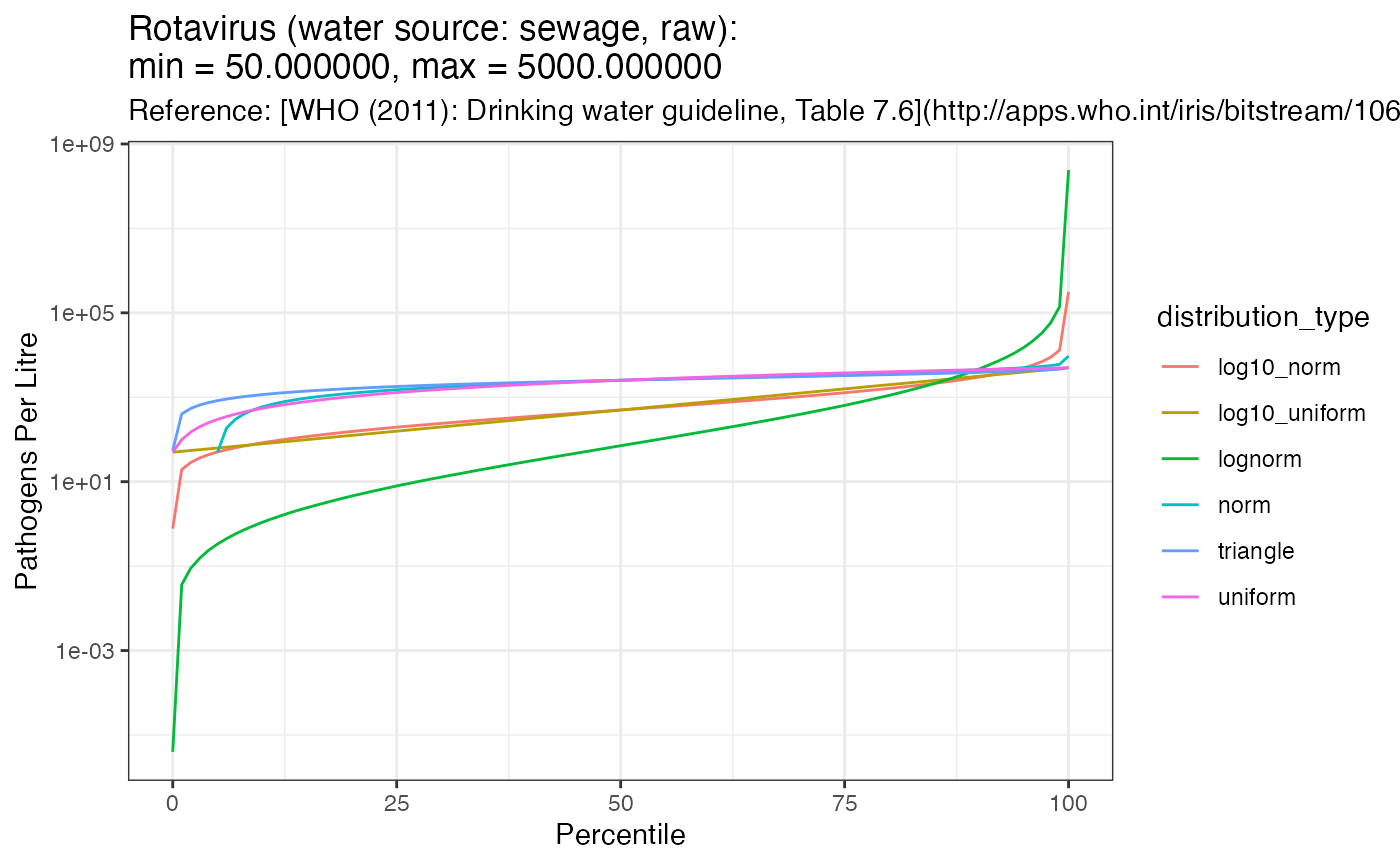 Rotavirus (water source: sewage, raw):
min = 50.000000, max = 5000.000000
Reference: [WHO (2011): Drinking water guideline, Table 7.6](http://apps.who.int/iris/bitstream/106
1e+09
1e+05
1e+01
1e-03
Pathogens Per Litre
0 25 50 75 100
Percentile
distribution_type
log10_norm
log10_uniform
lognorm
norm
triangle
uniform